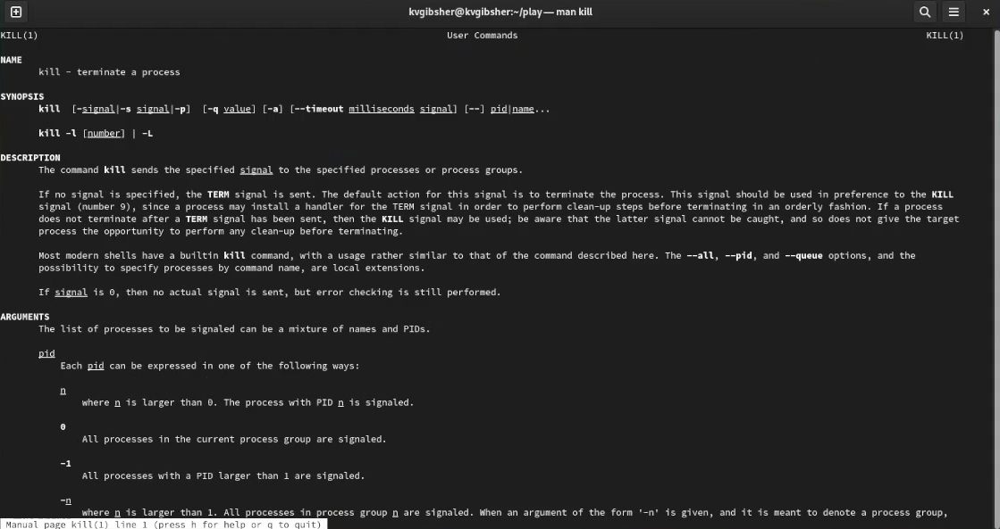 kvgibsher@kvgibsher:~/play — man kill
KILL(1) User Commands KILL(1)
NAME
kill - terminate a process
SYNOPSIS
kill [-signal|-s signal|-p] [-q value] [-a] [--timeout milliseconds signal] [--] pid|name...
kill -l [number] | -L
DESCRIPTION
The command kill sends the specified signal to the specified processes or process groups.
If no signal is specified, the TERM signal is sent. The default action for this signal is to terminate the process. This signal should be used in preference to the KILL
signal (number 9), since a process may install a handler for the TERM signal in order to perform clean-up steps before terminating in an orderly fashion. If a process
does not terminate after a TERM signal has been sent, then the KILL signal may be used; be aware that the latter signal cannot be caught, and so does not give the target
process the opportunity to perform any clean-up before terminating.
Most modern shells have a builtin kill command, with a usage rather similar to that of the command described here. The --all, --pid, and --queue options, and the
possibility to specify processes by command name, are local extensions.
If signal is 0, then no actual signal is sent, but error checking is still performed.
ARGUMENTS
The list of processes to be signaled can be a mixture of names and PIDs.
pid
Each pid can be expressed in one of the following ways:
n
where n is larger than 0. The process with PID n is signaled.
0
All processes in the current process group are signaled.
-1
All processes with a PID larger than 1 are signaled.
-n
where n is larger than 1. All processes in process group n are signaled. When an argument of the form '-n' is given, and it is meant to denote a process group,
Manual page kill(1) line 1 (press h for help or q to quit)